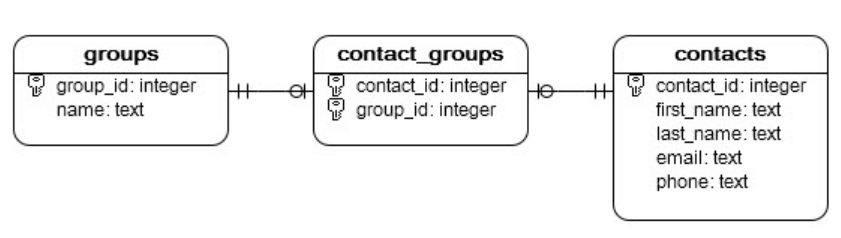 groups
group_id: integer
name: text
contact_groups
contact_id: integer
group_id: integer
contacts
contact_id: integer
first_name: text
last_name: text
email: text
phone: text